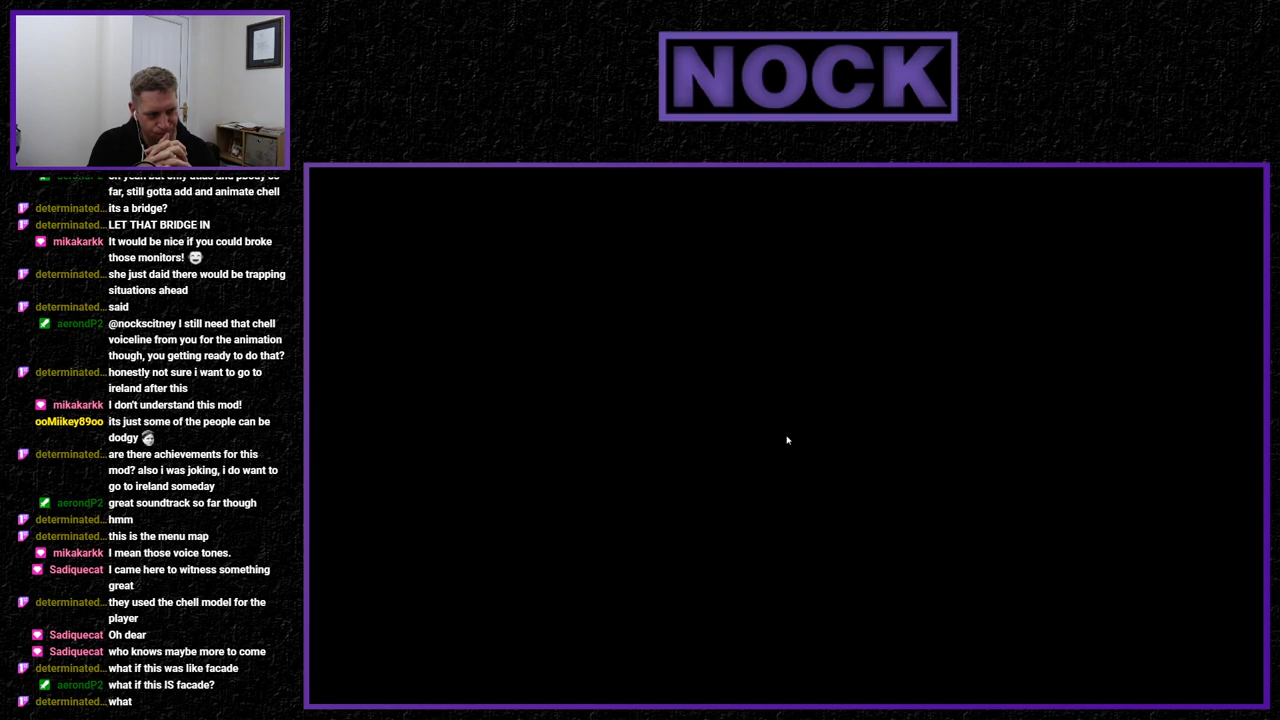 NOCK
far, still gotta add and animate chell
determinated... its a bridge?
determinated... LET THAT BRIDGE IN
mikakarkk It would be nice if you could broke
those monitors!
determinated... she just daid there would be trapping
situations ahead
determinated... said
aerondP2 @nockscitney I still need that chell
voiceline from you for the animation
though, you getting ready to do that?
determinated... honestly not sure i want to go to
ireland after this
mikakarkk I don't understand this mod!
ooMiikey89oo its just some of the people can be
dodgy
determinated... are there achievements for this
mod? also i was joking, i do want to
go to ireland someday
aerondP2 great soundtrack so far though
determinated... hmm
determinated... this is the menu map
mikakarkk I mean those voice tones.
Sadiquecat I came here to witness something
great
determinated... they used the chell model for the
player
Sadiquecat Oh dear
Sadiquecat who knows maybe more to come
determinated... what if this was like facade
aerondP2 what if this IS facade?
determinated... what